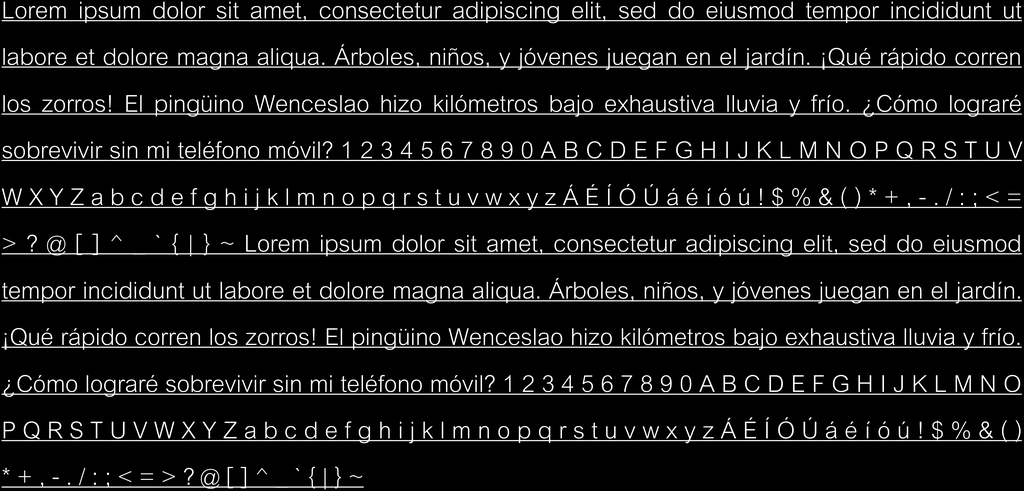 Lorem ipsum dolor sit amet, consectetur adipiscing elit, sed do eiusmod tempor incididunt ut
labore et dolore magna aliqua. Árboles, niños, y jóvenes juegan en el jardín. ¡Qué rápido corren
los zorros! El pingüino Wenceslao hizo kilómetros bajo exhaustiva lluvia y frío. ¿Cómo lograré
sobrevivir sin mi teléfono móvil? 1 2 3 4 5 6 7 8 9 0 A B C D E F G H I J K L M N O P Q R S T U V
W X Y Z a b c d e f g h i j k l m n o p q r s t u v w x y z Á É Í Ó Ú á é í ó ú ! $ % & ( ) * + , - . / : ; < =
> ? @ [ ] ^ _ ` { | } ~ Lorem ipsum dolor sit amet, consectetur adipiscing elit, sed do eiusmod
tempor incididunt ut labore et dolore magna aliqua. Árboles, niños, y jóvenes juegan en el jardín.
¡Qué rápido corren los zorros! El pingüino Wenceslao hizo kilómetros bajo exhaustiva lluvia y frío.
¿Cómo lograré sobrevivir sin mi teléfono móvil? 1 2 3 4 5 6 7 8 9 0 A B C D E F G H I J K L M N O
P Q R S T U V W X Y Z a b c d e f g h i j k l m n o p q r s t u v w x y z Á É Í Ó Ú á é í ó ú ! $ % & ( )
* + , - . / : ; < = > ? @ [ ] ^ _ ` { | } ~